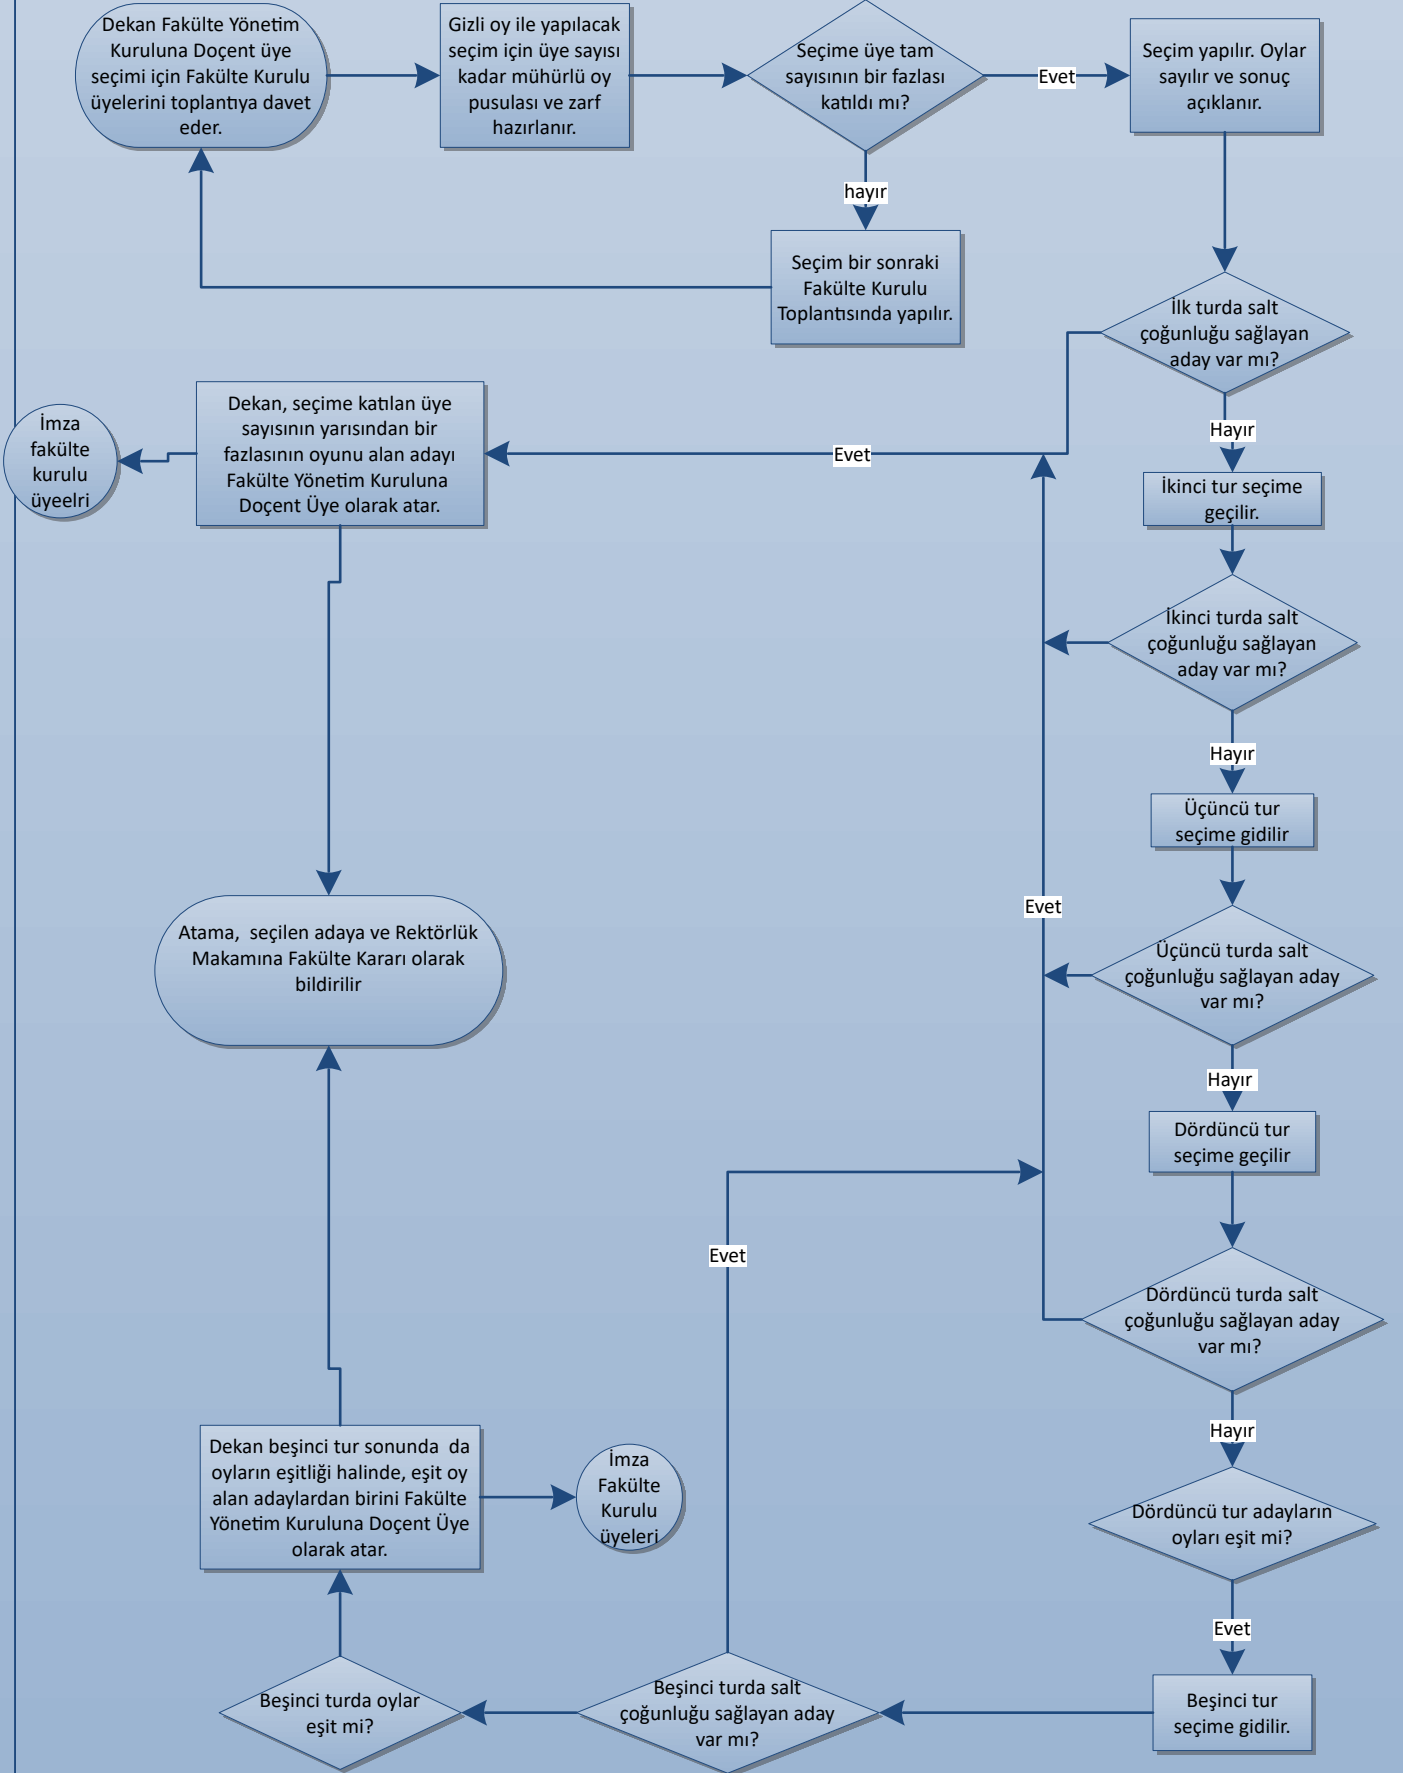 Dekan Fakülte Yönetim
Kuruluna Doçent üye
seçimi için Fakülte Kurulu
üyelerini toplantıya davet
eder.
Gizli oy ile yapılacak
seçim için üye sayısı
kadar mühürlü oy
pusulası ve zarf
hazırlanır.
Seçime üye tam
sayısının bir fazlası
katıldı mı?
Evet
Seçim yapılır. Oylar
sayılır ve sonuç
açıklanır.
hayır
Seçim bir sonraki
Fakülte Kurulu
Toplantısında yapılır.
İlk turda salt
çoğunluğu sağlayan
aday var mı?
İmza
fakülte
kurulu
üyeelri
Dekan, seçime katılan üye
sayısının yarısından bir
fazlasının oyunu alan adayı
Fakülte Yönetim Kuruluna
Doçent Üye olarak atar.
Evet
Hayır
İkinci tur seçime
geçilir.
İkinci turda salt
çoğunluğu sağlayan
aday var mı?
Hayır
Üçüncü tur
seçime gidilir
Evet
Üçüncü turda salt
çoğunluğu sağlayan aday
var mı?
Atama,  seçilen adaya ve Rektörlük
Makamına Fakülte Kararı olarak
bildirilir
Hayır
Dördüncü tur
seçime geçilir
Evet
Dördüncü turda salt
çoğunluğu sağlayan aday
var mı?
Hayır
Dekan beşinci tur sonunda  da
oyların eşitliği halinde, eşit oy
alan adaylardan birini Fakülte
Yönetim Kuruluna Doçent Üye
olarak atar.
İmza
Fakülte
Kurulu
üyeleri
Dördüncü tur adayların
oyları eşit mi?
Evet
Beşinci turda oylar
eşit mi?
Beşinci turda salt
çoğunluğu sağlayan aday
var mı?
Beşinci tur
seçime gidilir.